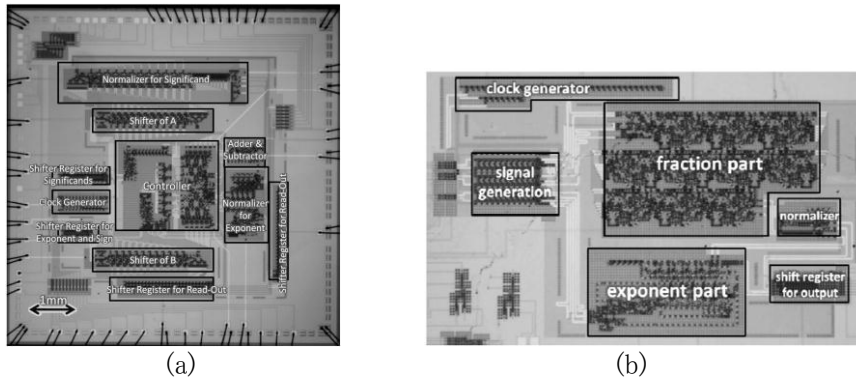 Normalizer for Significand
Shifter of A
Adder &
Subtractor
Shifter Register for
Significands
Controller
Clock Generator
Normalizer
for
Exponent
Shifter Register for
Exponent and Sign
Shifter Register for Read-Out
Shifter of B
Shifter Register for Read-Out
1mm
(a)
clock generator
signal
generation
fraction part
normalizer
exponent part
shift register
for output
(b)